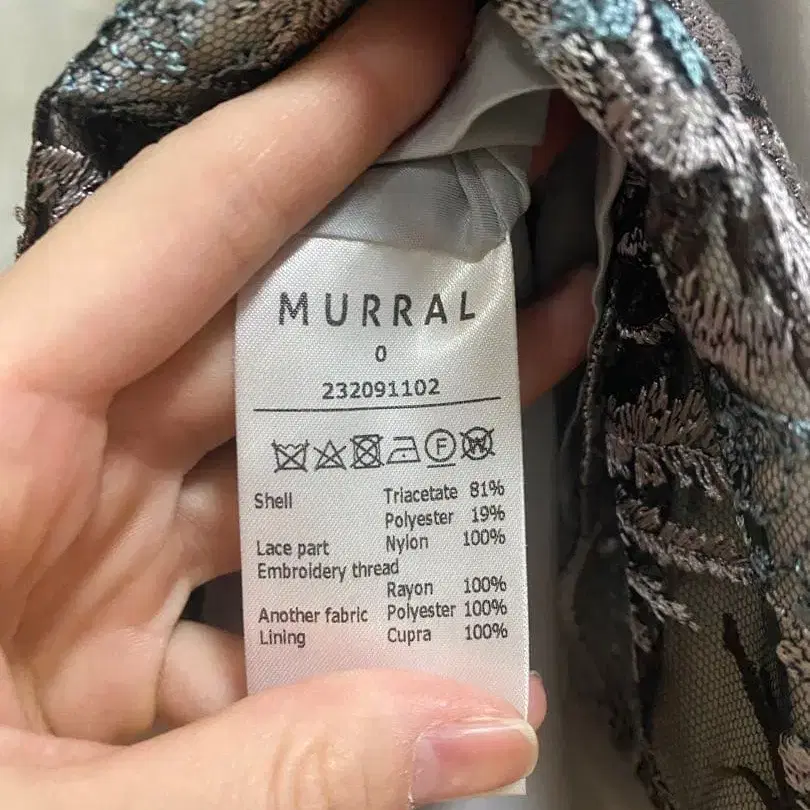 MURRAL
0
232091102
F W
Shell Triacetate 81%
Polyester 19%
Lace part Nylon 100%
Embroidery thread
Rayon 100%
Another fabric Polyester 100%
Lining Cupra 100%